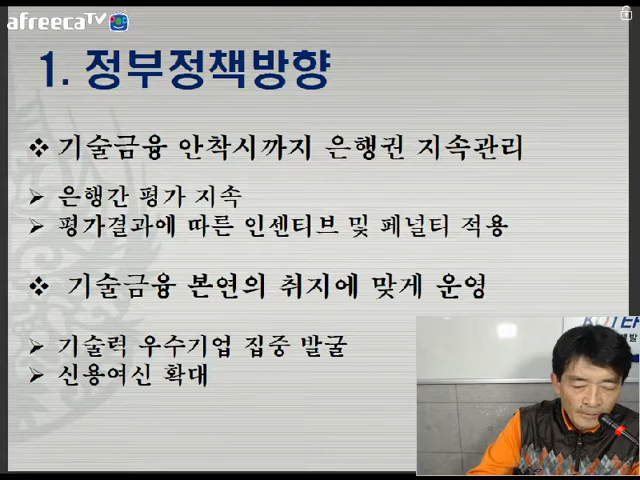 afreecaTV
1. 정부정책방향
❖ 기술금융 안착시까지 은행권 지속관리
➢ 은행간 평가 지속
➢ 평가결과에 따른 인센티브 및 페널티 적용
❖ 기술금융 본연의 취지에 맞게 운영
➢ 기술력 우수기업 집중 발굴
➢ 신용여신 확대